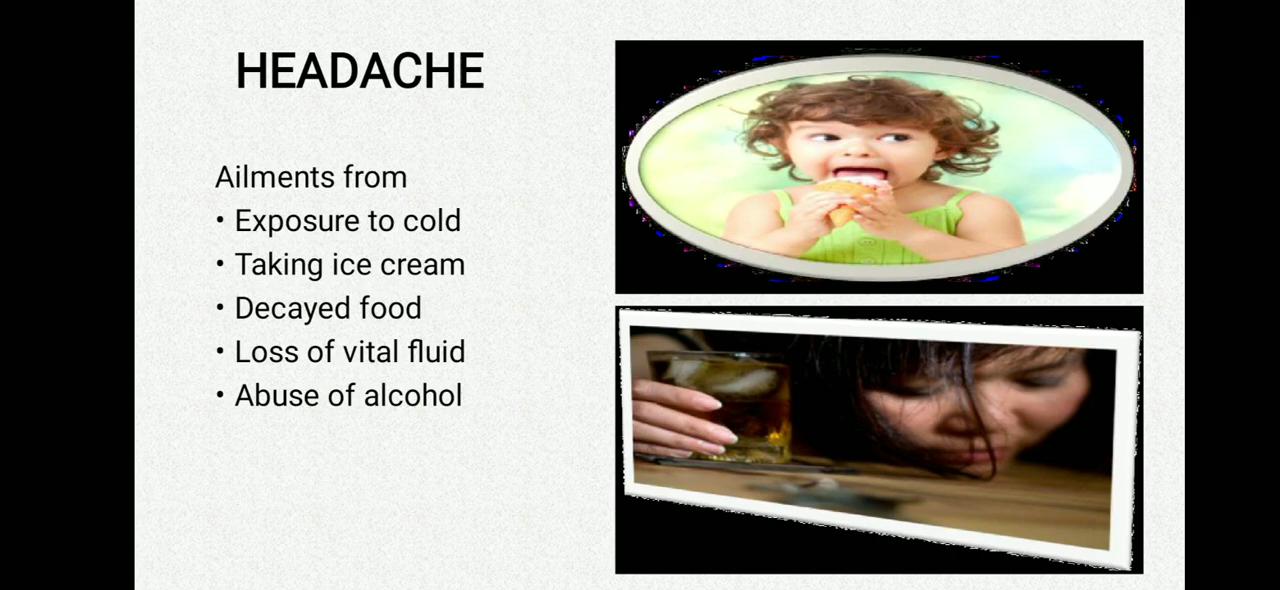 HEADACHE
Ailments from
• Exposure to cold
• Taking ice cream
• Decayed food
• Loss of vital fluid
• Abuse of alcohol